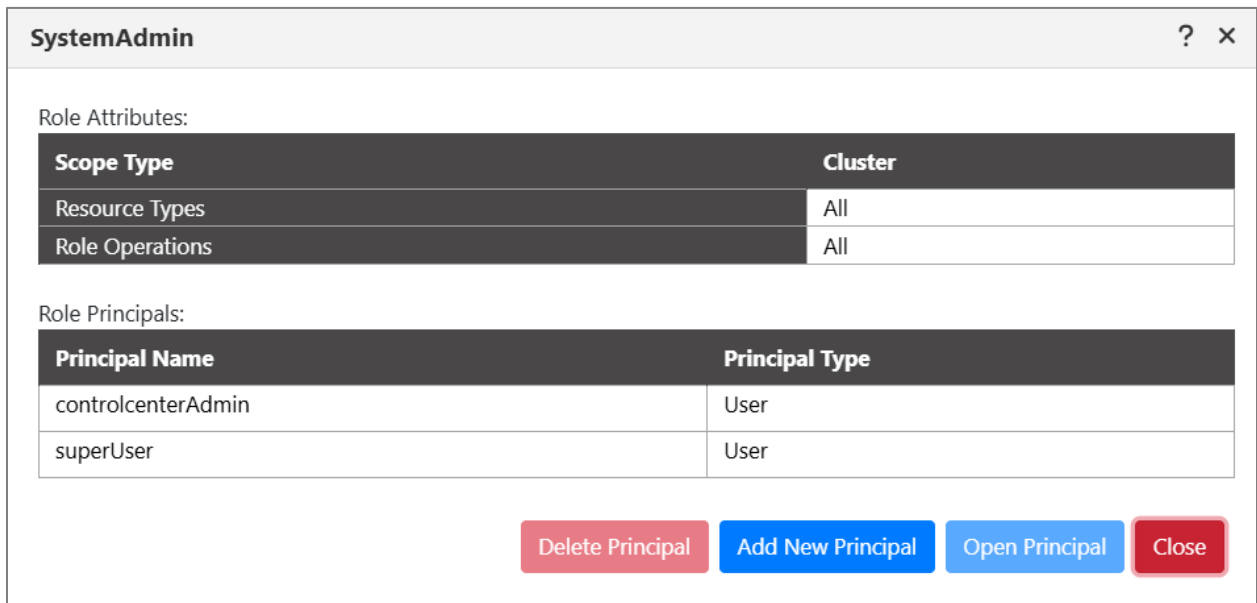 SystemAdmin ? ×
Role Attributes:
Scope Type Cluster
Resource Types All
Role Operations All
Role Principals:
Principal Name Principal Type
controlcenterAdmin User
superUser User
Delete Principal Add New Principal Open Principal Close